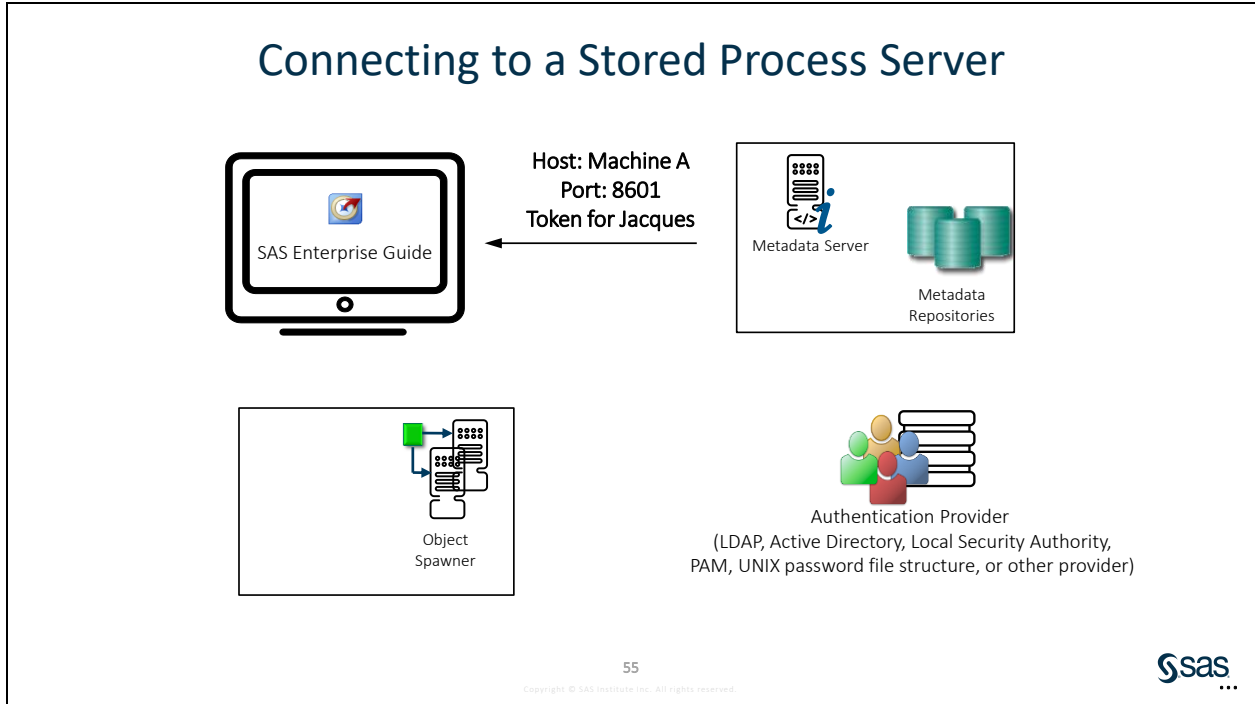 Connecting to a Stored Process Server
Host: Machine A
Port: 8601
Token for Jacques
SAS Enterprise Guide
</>
i
Metadata Server
Metadata
Repositories
Object
Spawner
Authentication Provider
(LDAP, Active Directory, Local Security Authority,
PAM, UNIX password file structure, or other provider)
55
Copyright © SAS Institute Inc. All rights reserved.
sas
...